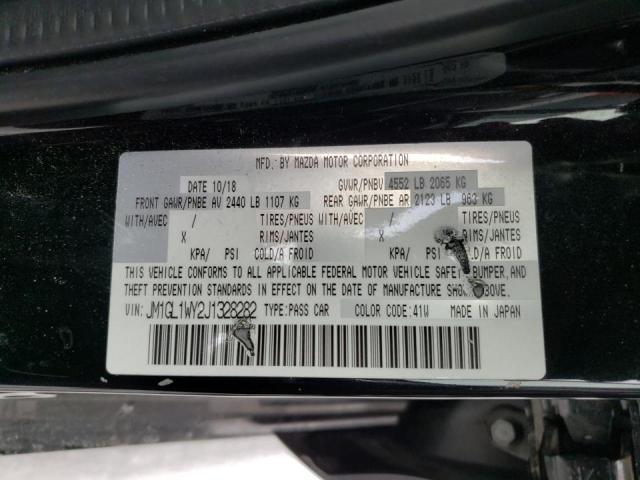 MFD. BY MAZDA MOTOR CORPORATION
DATE 10/18 GVWR/PNBV 4552 LB 2065 KG
FRONT GAWR/PNBE AV 2440 LB 1107 KG REAR GAWR/PNBE AR 2123 LB 963 KG
WITH/AVEC / TIRES/PNEUS WITH/AVEC / TIRES/PNEUS
X RIMS/JANTES X RIMS/JANTES
KPA/ PSI COLD/A FROID KPA/ PSI COLD/A FROID
THIS VEHICLE CONFORMS TO ALL APPLICABLE FEDERAL MOTOR VEHICLE SAFETY BUMPER,AND
THEFT PREVENTION STANDARDS IN EFFECT ON THE DATE OF MANUFACTURE SHOWN ABOVE.
VIN: JM1GL1WY2J1328282 TYPE:PASS CAR COLOR CODE:41W MADE IN JAPAN